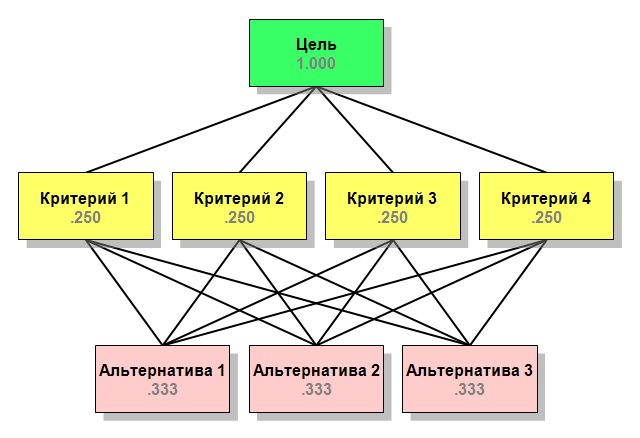 Цель
1.000
Критерий 1
.250
Критерий 2
.250
Критерий 3
.250
Критерий 4
.250
Альтернатива 1
.333
Альтернатива 2
.333
Альтернатива 3
.333